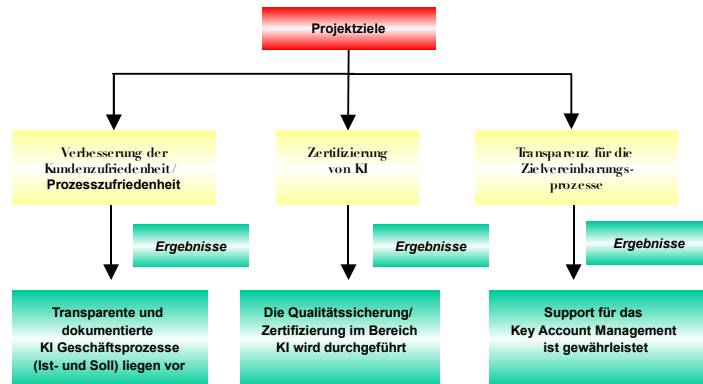 Projektziele
Verbesserung der
Kundenzufriedenheit/
Prozesszufriedenheit
Zertifizierung
von KI
Transparenz für die
Zielvereinbarungs-
prozesse
Ergebnisse
Ergebnisse
Ergebnisse
Transparente und
dokumentierte
KI Geschäftsprozesse
(Ist- und Soll) liegen vor
Die Qualitätssicherung/
Zertifizierung im Bereich
KI wird durchgeführt
Support für das
Key Account Management
ist gewährleistet